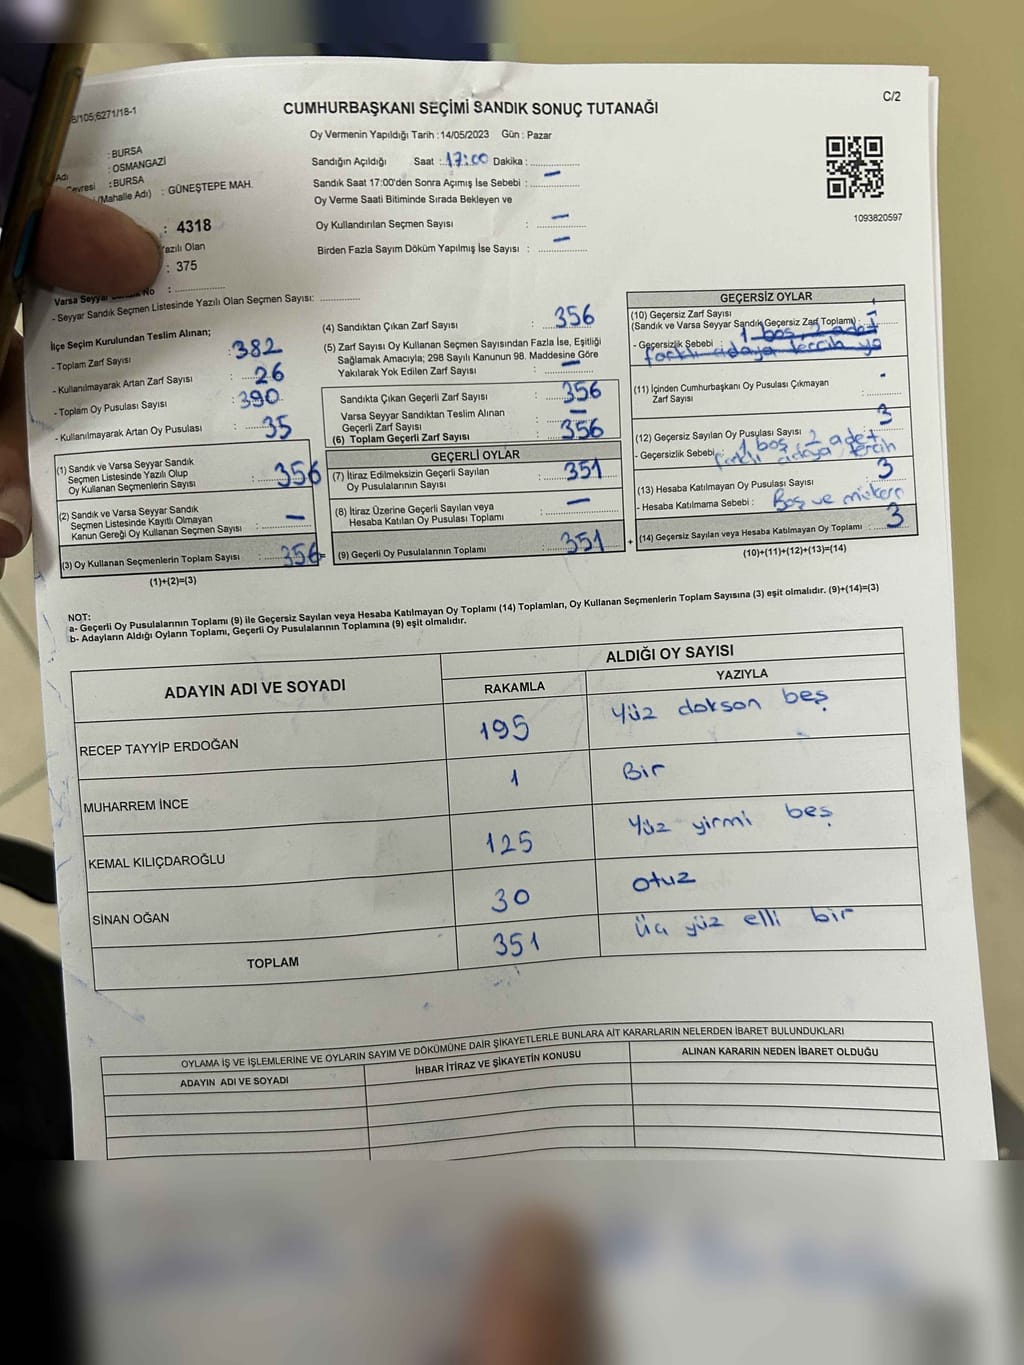 8/105;6271/18-1
C/2
CUMHURBAŞKANI SEÇİMİ SANDIK SONUÇ TUTANAĞI
Oy Vermenin Yapıldığı Tarih : 14/05/2023 Gün : Pazar
: BURSA
Adı : OSMANGAZİ
Çevresi : BURSA
(Mahalle Adı) : GÜNEŞTEPE MAH.
: 4318
Yazılı Olan
: 375
Sandığın Açıldığı Saat : 17:00 Dakika : ...............
Sandık Saat 17:00'den Sonra Açımış İse Sebebi : —
Oy Verme Saati Bitiminde Sırada Bekleyen ve
Oy Kullandırılan Seçmen Sayısı : —
Birden Fazla Sayım Döküm Yapılmış İse Sayısı : —
1093820597
Varsa Seyyar No : ...............
- Seyyar Sandık Seçmen Listesinde Yazılı Olan Seçmen Sayısı: ............
İlçe Seçim Kurulundan Teslim Alınan;
- Toplam Zarf Sayısı : 382
- Kullanılmayarak Artan Zarf Sayısı : 26
- Toplam Oy Pusulası Sayısı : 390
- Kullanılmayarak Artan Oy Pusulası : 35
(1) Sandık ve Varsa Seyyar Sandık
Seçmen Listesinde Yazılı Olup
Oy Kullanan Seçmenlerin Sayısı : 356
(2) Sandık ve Varsa Seyyar Sandık
Seçmen Listesinde Kayıtlı Olmayan
Kanun Gereği Oy Kullanan Seçmen Sayısı : —
(3) Oy Kullanan Seçmenlerin Toplam Sayısı : 356
(1)+(2)=(3)
(4) Sandıktan Çıkan Zarf Sayısı : 356
(5) Zarf Sayısı Oy Kullanan Seçmen Sayısından Fazla İse, Eşitliği
Sağlamak Amacıyla; 298 Sayılı Kanunun 98. Maddesine Göre
Yakılarak Yok Edilen Zarf Sayısı : —
Sandıkta Çıkan Geçerli Zarf Sayısı : 356
Varsa Seyyar Sandıktan Teslim Alınan
Geçerli Zarf Sayısı : —
(6) Toplam Geçerli Zarf Sayısı : 356
GEÇERLİ OYLAR
(7) İtiraz Edilmeksizin Geçerli Sayılan
Oy Pusulalarının Sayısı : 351
(8) İtiraz Üzerine Geçerli Sayılan veya
Hesaba Katılan Oy Pusulası Toplamı : —
(9) Geçerli Oy Pusulalarının Toplamı : 351
GEÇERSİZ OYLAR
(10) Geçersiz Zarf Sayısı
(Sandık ve Varsa Seyyar Sandık Geçersiz Zarf Toplamı) :
- Geçersizlik Sebebi : 1 boş, 2 adet
farklı adaya tercih
(11) İçinden Cumhurbaşkanı Oy Pusulası Çıkmayan
Zarf Sayısı : -
(12) Geçersiz Sayılan Oy Pusulası Sayısı : 3
- Geçersizlik Sebebi : 1 boş 2 adet
farklı adaya tercih
(13) Hesaba Katılmayan Oy Pusulası Sayısı : 3
- Hesaba Katılmama Sebebi : Boş ve
(14) Geçersiz Sayılan veya Hesaba Katılmayan Oy Toplamı : 3
(10)+(11)+(12)+(13)=(14)
NOT:
a- Geçerli Oy Pusulalarının Toplamı (9) ile Geçersiz Sayılan veya Hesaba Katılmayan Oy Toplamı (14) Toplamları, Oy Kullanan Seçmenlerin Toplam Sayısına (3) eşit olmalıdır. (9)+(14)=(3)
b- Adayların Aldığı Oyların Toplamı, Geçerli Oy Pusulalarının Toplamına (9) eşit olmalıdır.
ADAYIN ADI VE SOYADI
ALDIĞI OY SAYISI
RAKAMLA YAZIYLA
RECEP TAYYİP ERDOĞAN 195 Yüz dokson beş
MUHARREM İNCE 1 Bir
KEMAL KILIÇDAROĞLU 125 Yüz yirmi beş
SİNAN OĞAN 30 otuz
TOPLAM 351 Üç yüz elli bir
OYLAMA İŞ VE İŞLEMLERİNE VE OYLARIN SAYIM VE DÖKÜMÜNE DAİR ŞİKAYETLERLE BUNLARA AİT KARARLARIN NELERDEN İBARET BULUNDUKLARI
ADAYIN ADI VE SOYADI İHBAR İTİRAZ VE ŞİKAYETİN KONUSU ALINAN KARARIN NEDEN İBARET OLDUĞU